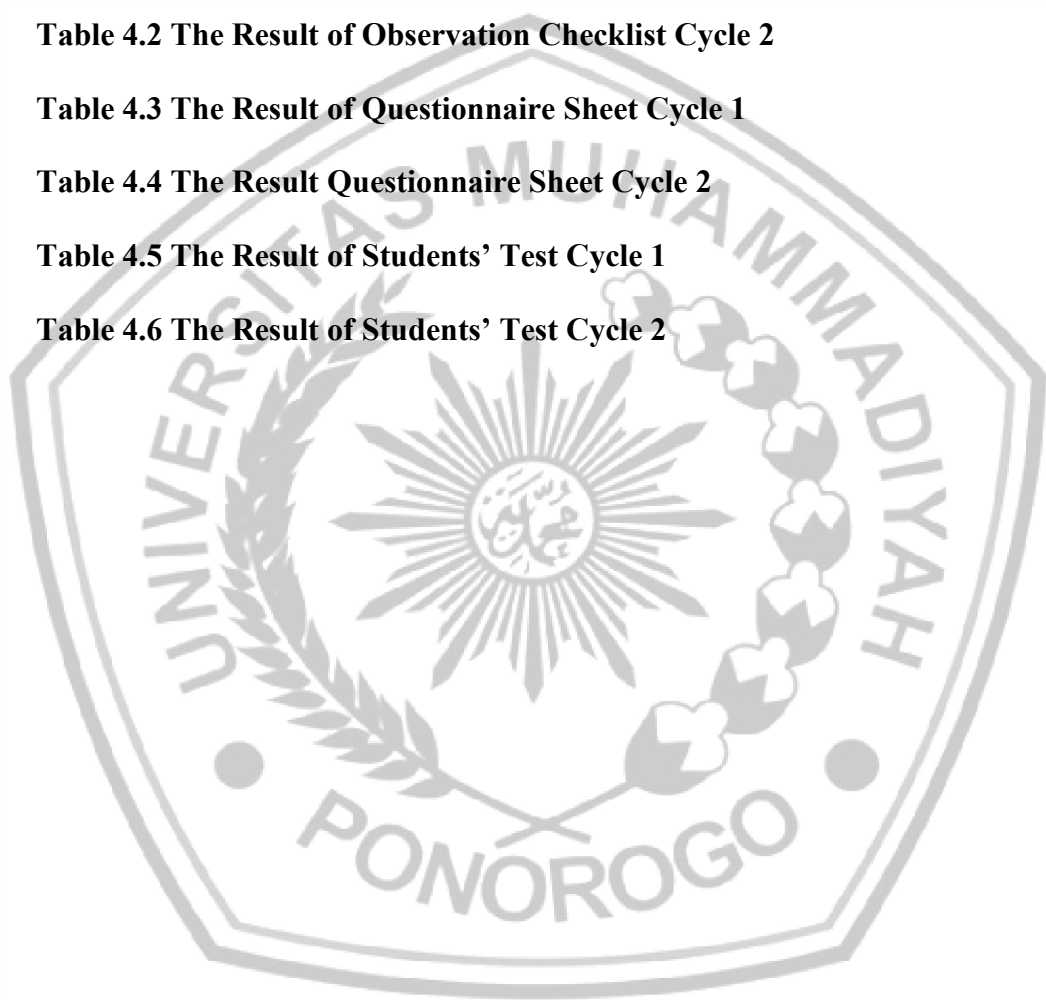 Table 4.2 The Result of Observation Checklist Cycle 2
Table 4.3 The Result of Questionnaire Sheet Cycle 1
Table 4.4 The Result Questionnaire Sheet Cycle 2
Table 4.5 The Result of Students’ Test Cycle 1
Table 4.6 The Result of Students’ Test Cycle 2
UNIVERSITAS MUHAMMADIYAH
PONOROGO